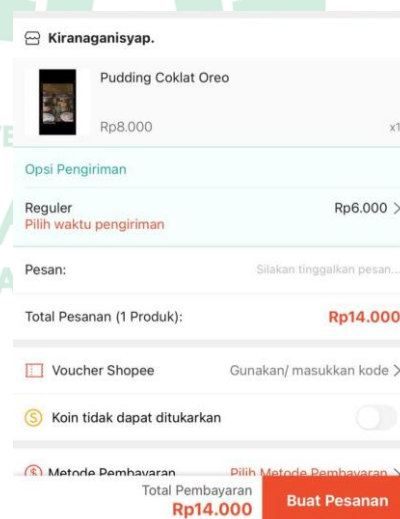 Kiranaganisyap.
Pudding Coklat Oreo
Rp8.000 x1
Opsi Pengiriman
Reguler Rp6.000
Pilih waktu pengiriman
Pesan: Silakan tinggalkan pesan...
Total Pesanan (1 Produk): Rp14.000
Voucher Shopee Gunakan/ masukkan kode
Koin tidak dapat ditukarkan
Metode Pembayaran Pilih Metode Pembayaran
Total Pembayaran
Rp14.000
Buat Pesanan